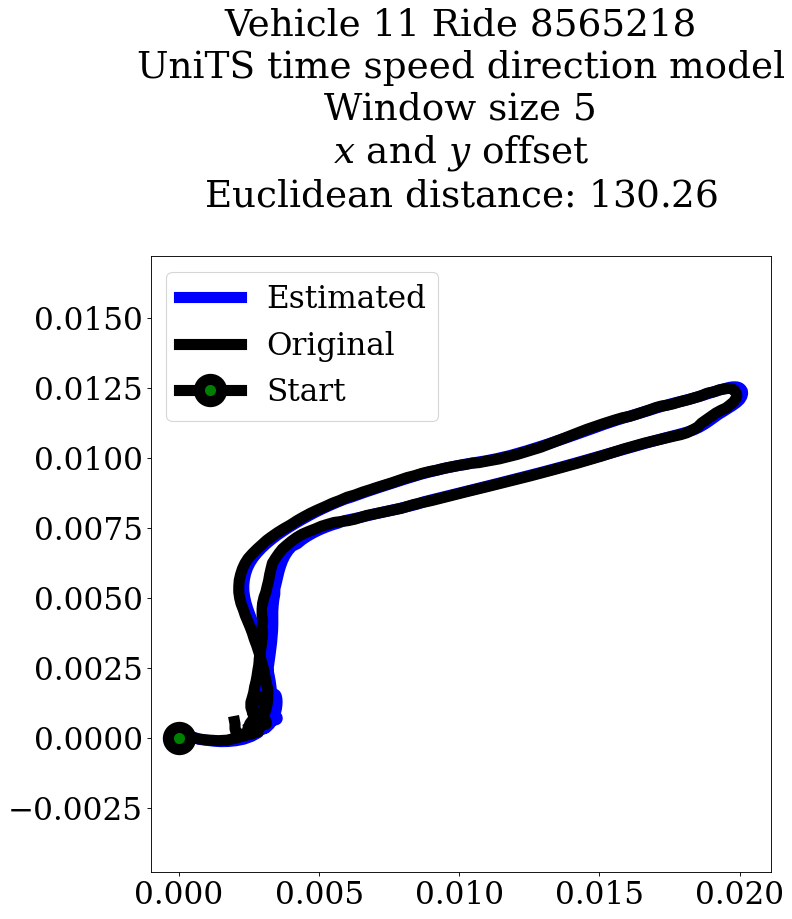 Vehicle 11 Ride 8565218
UniTS time speed direction model
Window size 5
x and y offset
Euclidean distance: 130.26
Estimated
Original
Start
0.0150
0.0125
0.0100
0.0075
0.0050
0.0025
0.0000
−0.0025
0.000 0.005 0.010 0.015 0.020